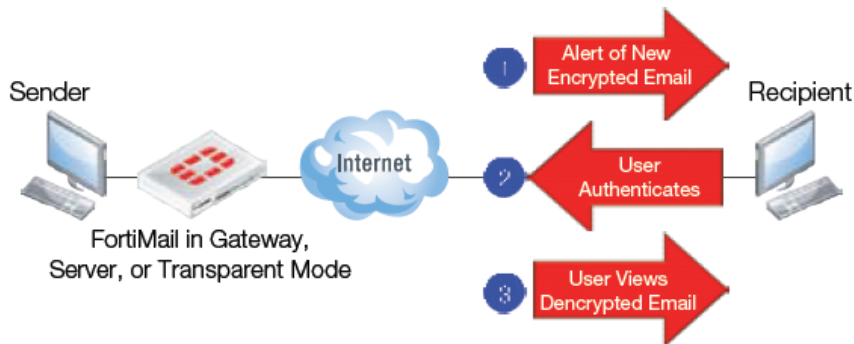 Sender
FortiMail in Gateway,
Server, or Transparent Mode
Internet
1
Alert of New
Encrypted Email
2
User
Authenticates
3
User Views
Dencrypted Email
Recipient